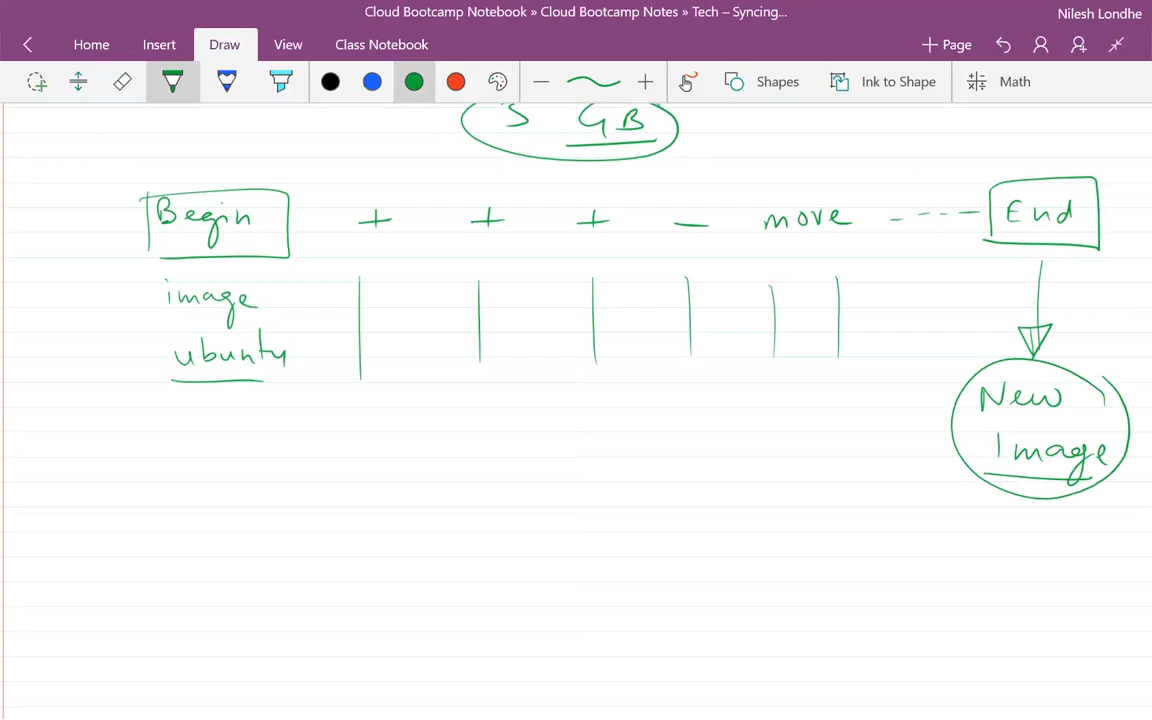 Cloud Bootcamp Notebook » Cloud Bootcamp Notes » Tech – Syncing...
Nilesh Londhe
Home Insert Draw View Class Notebook Page
Shapes Ink to Shape Math
GB
Begin + + + – move ---- End
image
ubuntu
New
Image